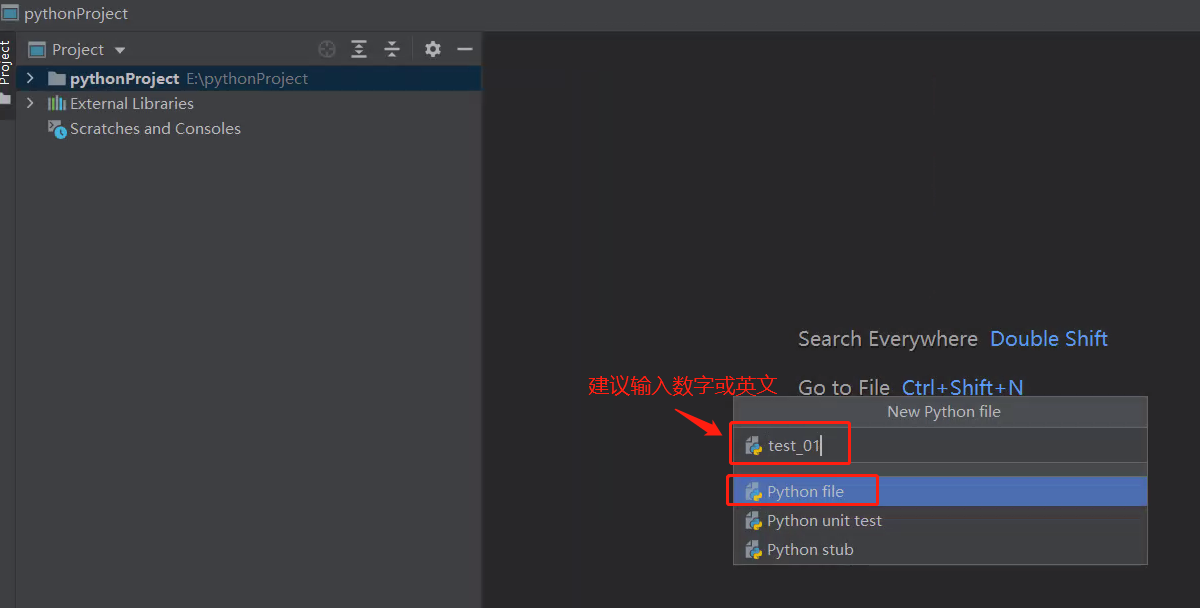 pythonProject
Project
Project
pythonProject E:\pythonProject
External Libraries
Scratches and Consoles
Search Everywhere Double Shift
建议输入数字或英文
Go to File Ctrl+Shift+N
New Python file
test_01
Python file
Python unit test
Python stub